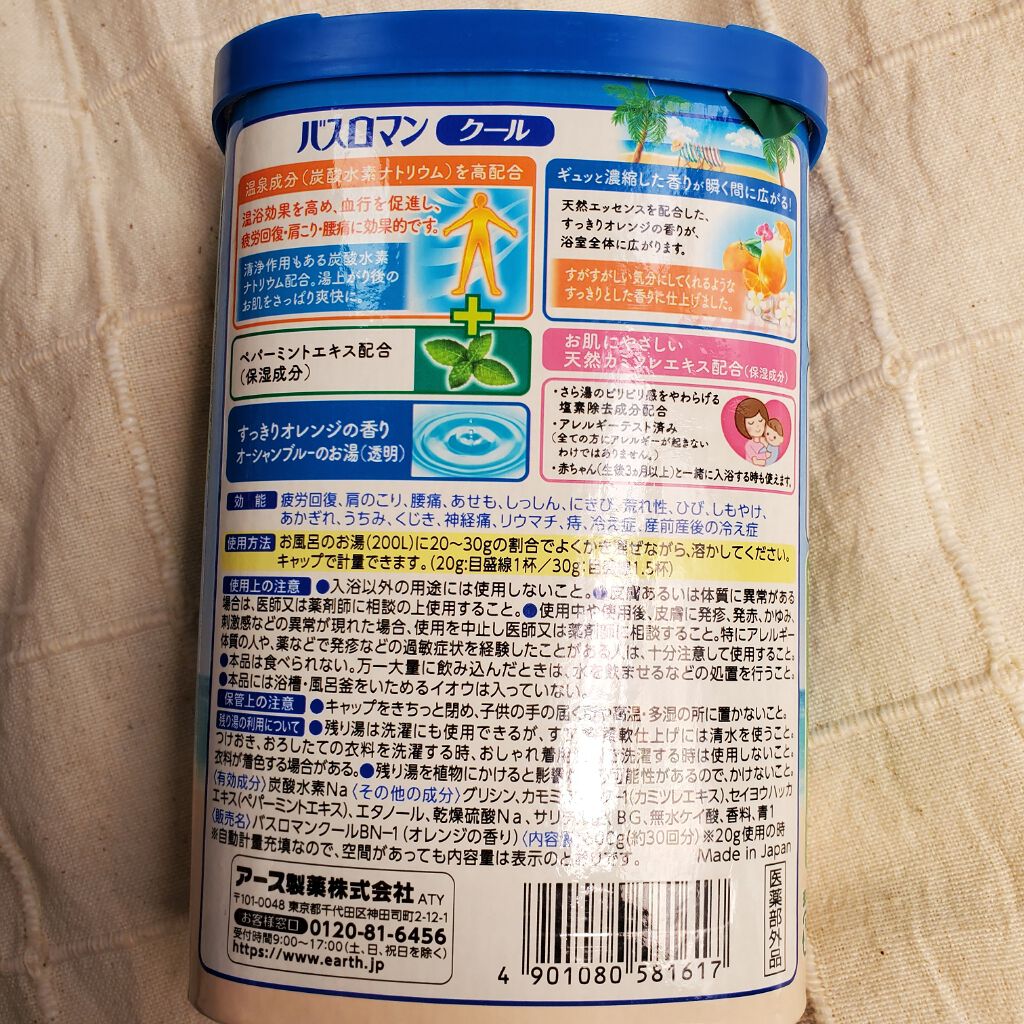 バスロマン クール
温泉成分(炭酸水素ナトリウム)を高配合
温浴効果を高め、血行を促進し、
疲労回復・肩こり・腰痛に効果的です。
清浄作用もある炭酸水素
ナトリウム配合。湯上がり後の
お肌をさっぱり爽快に。
ペパーミントエキス配合
(保湿成分)
すっきりオレンジの香り
オーシャンブルーのお湯(透明)
ギュッと濃縮した香りが瞬く間に広がる!
天然エッセンスを配合した、
すっきりオレンジの香りが、
浴室全体に広がります。
すがすがしい気分にしてくれるような
すっきりとした香りに仕上げました。
お肌にやさしい
天然カミツレエキス配合(保湿成分)
・さら湯のピリピリ感をやわらげる
塩素除去成分配合
・アレルギーテスト済み
(全ての方にアレルギーが起きない
わけではありません。)
・赤ちゃん(生後3ヵ月以上)と一緒に入浴する時も使えます。
効能 疲労回復、肩のこり、腰痛、あせも、しっしん、にきび、荒れ性、ひび、しもやけ、
あかぎれ、うちみ、くじき、神経痛、リウマチ、痔、冷え症、産前産後の冷え症
使用方法 お風呂のお湯(200L)に20〜30gの割合でよくかきまぜながら、溶かしてください。
キャップで計量できます。(20g:目盛線1杯/30g:目盛線1.5杯)
使用上の注意 ●入浴以外の用途には使用しないこと。●皮膚あるいは体質に異常がある
場合は、医師又は薬剤師に相談の上使用すること。●使用中や使用後、皮膚に発疹、発赤、かゆみ、
刺激感などの異常が現れた場合、使用を中止し医師又は薬剤師に相談すること。特にアレルギー
体質の人や、薬などで発疹などの過敏症状を経験したことがある人は、十分注意して使用すること。
●本品は食べられない。万一大量に飲み込んだときは、水を飲ませるなどの処置を行うこと。
●本品には浴槽・風呂釜をいためるイオウは入っていない。
保管上の注意 ●キャップをきちっと閉め、子供の手の届く所や高温・多湿の所に置かないこと。
残り湯の利用について ●残り湯は洗濯にも使用できるが、すすぎ 柔軟仕上げには清水を使うこと。
つけおき、おろしたての衣料を洗濯する時、おしゃれ着 洗濯する時は使用しないこと。
衣料が着色する場合がある。●残り湯を植物にかけると影響 可能性があるので、かけないこと。
〈有効成分〉炭酸水素Na〈その他の成分〉グリシン、カモミ -1(カミツレエキス)、セイヨウハッカ
エキス(ペパーミントエキス)、エタノール、乾燥硫酸Na、サリチル BG、無水ケイ酸、香料、青1
〈販売名〉バスロマンクールBN-1(オレンジの香り)〈内容 00g(約30回分)※20g使用の時
※自動計量充填なので、空間があっても内容量は表示のとおりです。 Made in Japan
アース製薬株式会社 ATY
〒101-0048 東京都千代田区神田司町2-12-1
お客様窓口 0120-81-6456
受付時間9:00〜17:00(土、日、祝日を除く)
https://www.earth.jp
4 901080 581617
医薬部外品